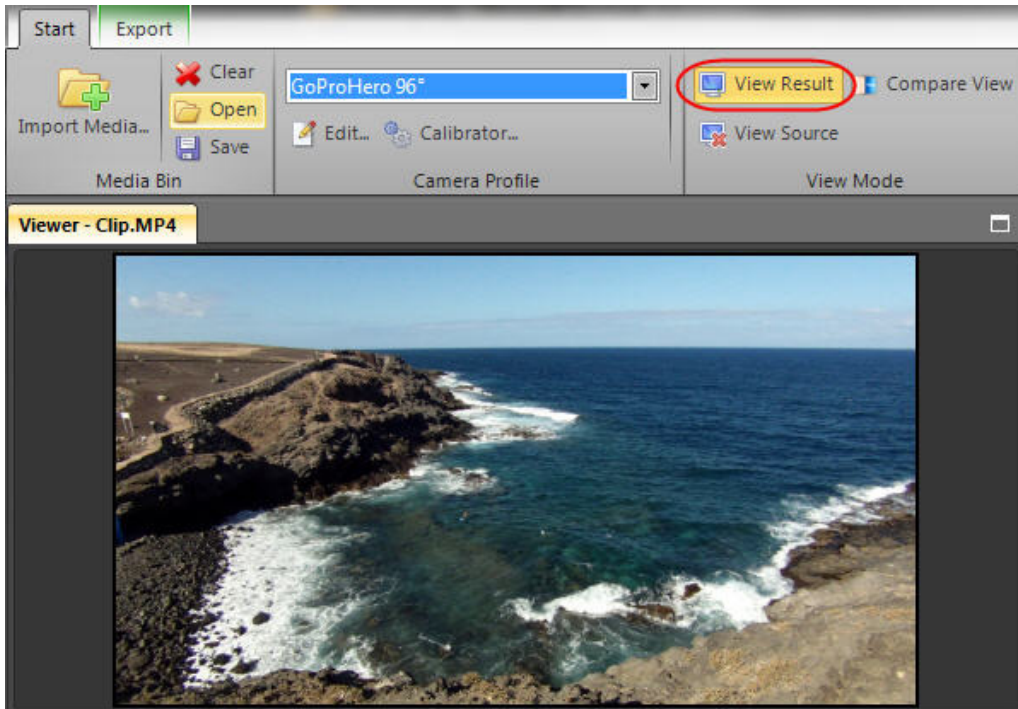 Start
Export
Import Media...
Clear
Open
Save
Media Bin
GoProHero 96°
Edit...
Calibrator...
Camera Profile
View Result
Compare View
View Source
View Mode
Viewer - Clip.MP4